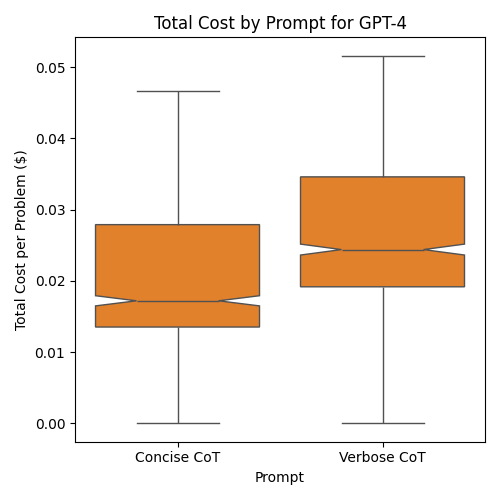 Total Cost by Prompt for GPT-4
Total Cost per Problem ($)
0.05
0.04
0.03
0.02
0.01
0.00
Concise CoT
Verbose CoT
Prompt